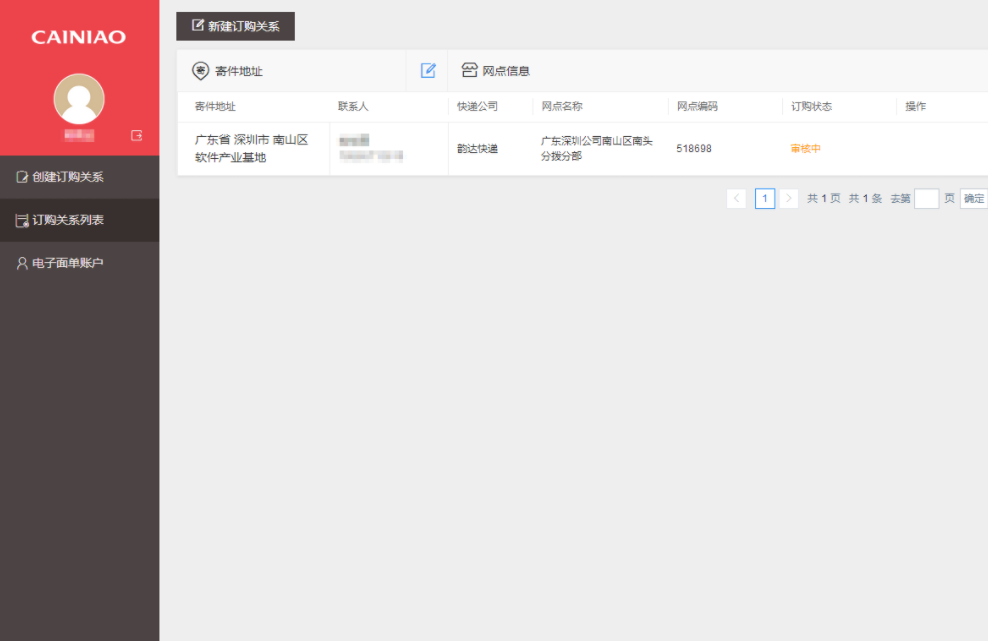 CAINIAO
创建订购关系
订购关系列表
电子面单账户
新建订购关系
寄 寄件地址
网点信息
寄件地址 联系人 快递公司 网点名称 网点编码 订购状态 操作
广东省 深圳市 南山区
软件产业基地
韵达快递
广东深圳公司南山区南头
分拨分部
518698
审核中
1 共 1 页 共 1 条 去第 页 确定